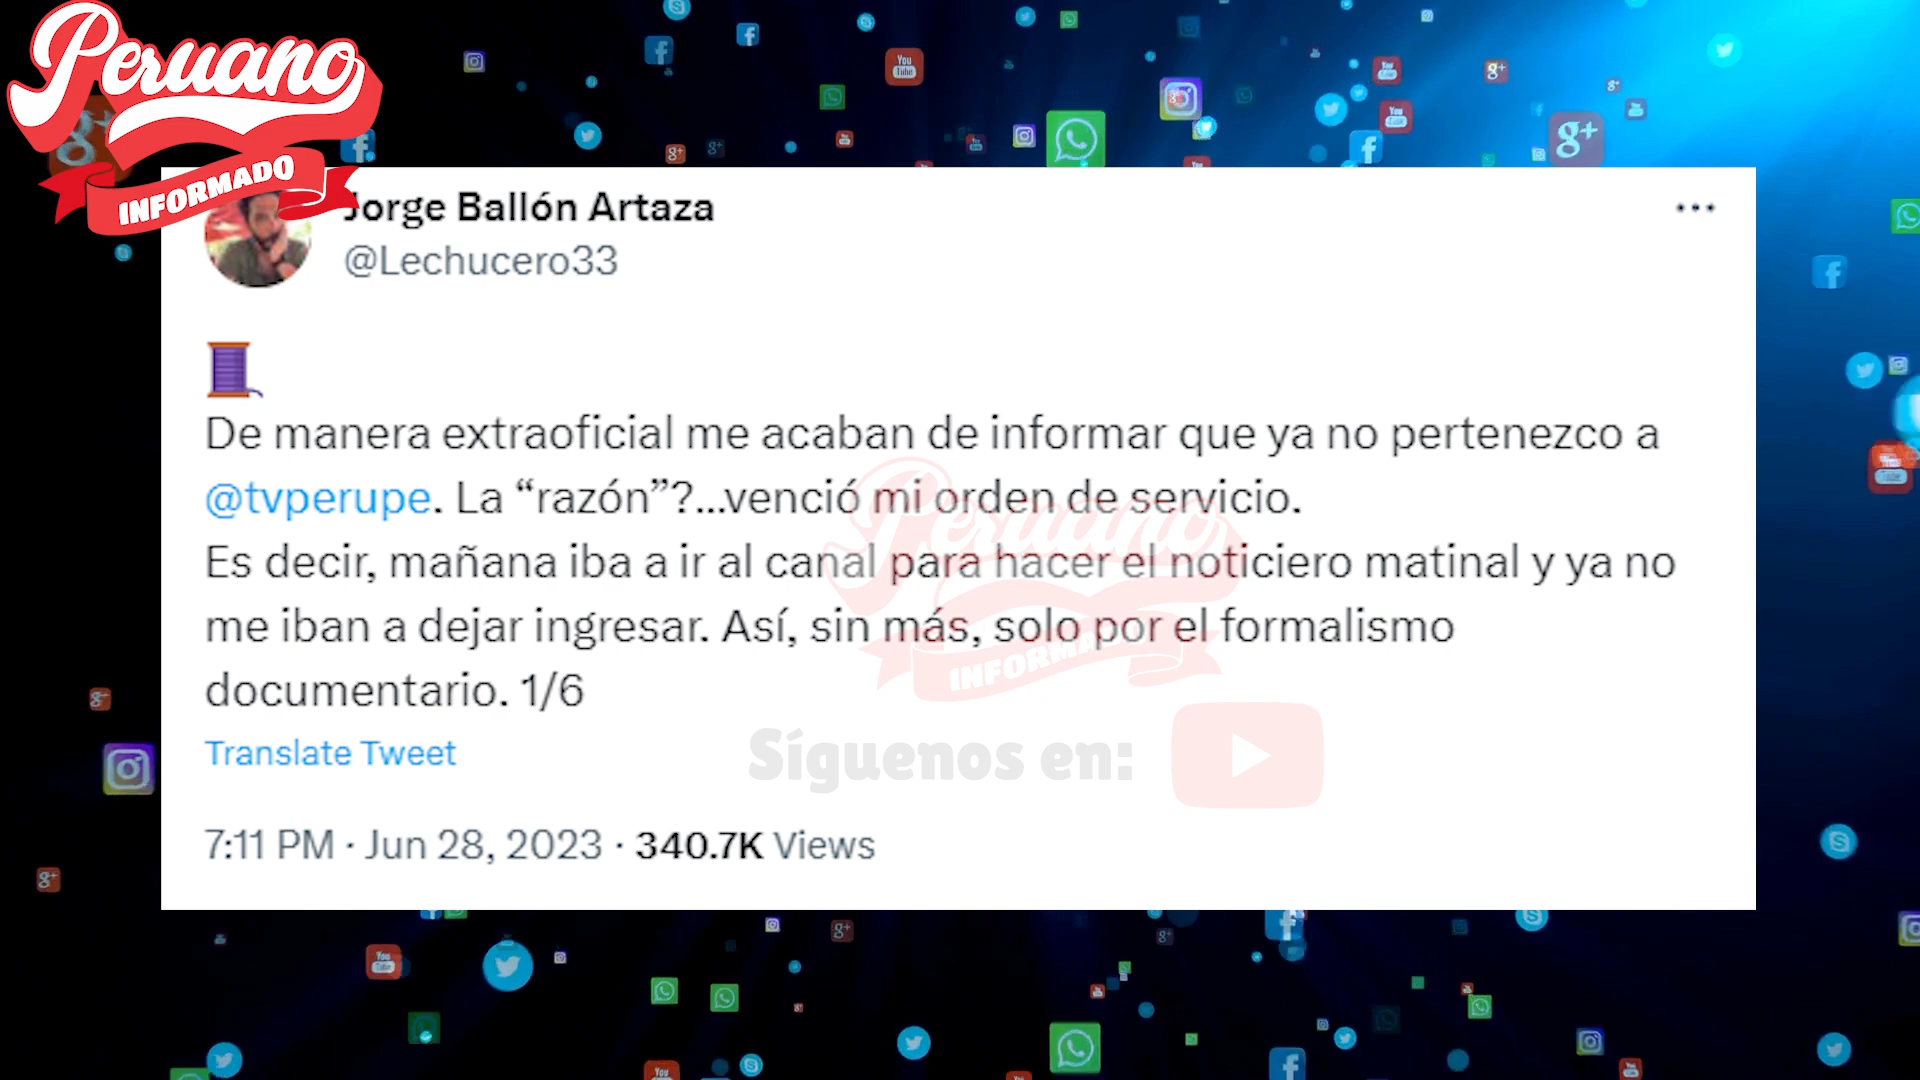 Peruano
INFORMADO
Jorge Ballón Artaza
@Lechucero33
De manera extraoficial me acaban de informar que ya no pertenezco a
@tvperupe. La “razón”?...venció mi orden de servicio.
Es decir, mañana iba a ir al canal para hacer el noticiero matinal y ya no
me iban a dejar ingresar. Así, sin más, solo por el formalismo
documentario. 1/6
Translate Tweet
Peruano
INFORMADO
Síguenos en:
7:11 PM · Jun 28, 2023 · 340.7K Views